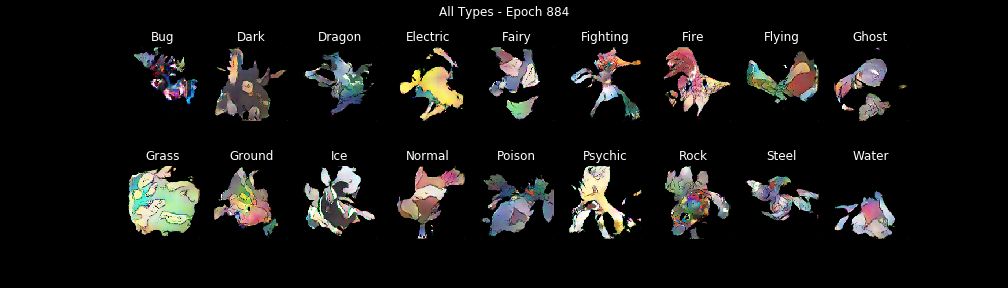 All Types - Epoch 884
Bug Dark Dragon Electric Fairy Fighting Fire Flying Ghost
Grass Ground Ice Normal Poison Psychic Rock Steel Water